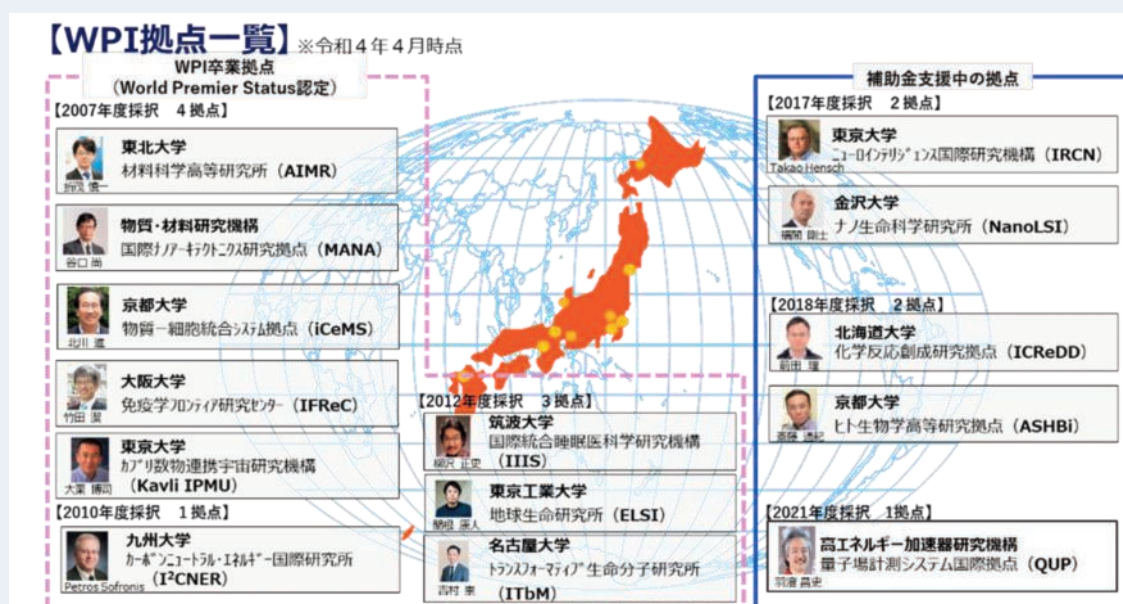 【WPI拠点一覧】※令和４年４月時点
WPI卒業拠点
（World Premier Status認定）
【2007年度採択　４拠点】
東北大学
材料科学高等研究所（AIMR）
折茂 慎一
物質・材料研究機構
国際ﾅﾉｱｰｷﾃｸﾄﾆｸｽ研究拠点（MANA）
谷口 尚
京都大学
物質－細胞統合ｼｽﾃﾑ拠点（iCeMS）
北川 進
大阪大学
免疫学ﾌﾛﾝﾃｨｱ研究ｾﾝﾀｰ（IFReC）
竹田 潔
東京大学
ｶﾌﾞﾘ数物連携宇宙研究機構
（Kavli IPMU）
大栗 博司
【2010年度採択　１拠点】
九州大学
ｶｰﾎﾞﾝﾆｭｰﾄﾗﾙ・ｴﾈﾙｷﾞｰ国際研究所
（I²CNER）
Petros Sofronis
【2012年度採択　３拠点】
筑波大学
国際統合睡眠医科学研究機構
（IIIS）
柳沢 正史
東京工業大学
地球生命研究所（ELSI）
関根 康人
名古屋大学
ﾄﾗﾝｽﾌｫｰﾏﾃｨﾌﾞ生命分子研究所
（ITbM）
吉村 崇
補助金支援中の拠点
【2017年度採択　２拠点】
東京大学
ﾆｭｰﾛｲﾝﾃﾘｼﾞｪﾝｽ国際研究機構（IRCN）
Takao Hensch
金沢大学
ナノ生命科学研究所（NanoLSI）
福間 剛士
【2018年度採択　２拠点】
北海道大学
化学反応創成研究拠点（ICReDD）
前田 理
京都大学
ヒト生物学高等研究拠点（ASHBi）
斎藤 通紀
【2021年度採択　1拠点】
高エネルギー加速器研究機構
量子場計測システム国際拠点（QUP）
羽澄 昌史